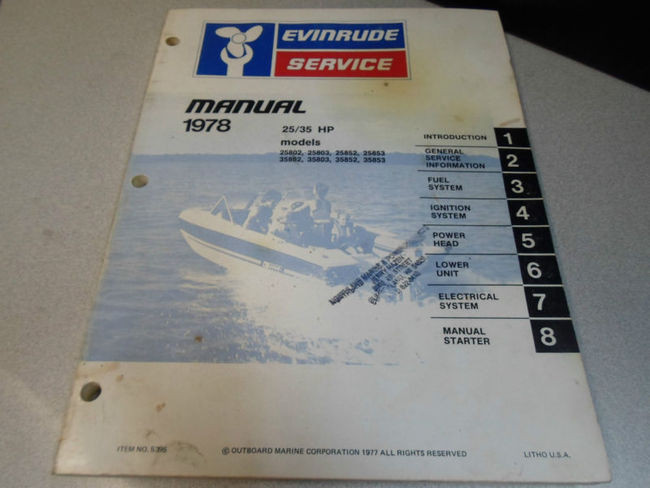 EVINRUDE
SERVICE
MANUAL
1978
25/35 HP
models
25802, 25803, 25852, 25853
35802, 35803, 35852, 35853
INTRODUCTION 1
GENERAL
SERVICE
INFORMATION 2
FUEL
SYSTEM 3
IGNITION
SYSTEM 4
POWER
HEAD 5
LOWER
UNIT 6
ELECTRICAL
SYSTEM 7
MANUAL
STARTER 8
STREET
ITEM NO. 5395
© OUTBOARD MARINE CORPORATION 1977 ALL RIGHTS RESERVED
LITHO U.S.A.